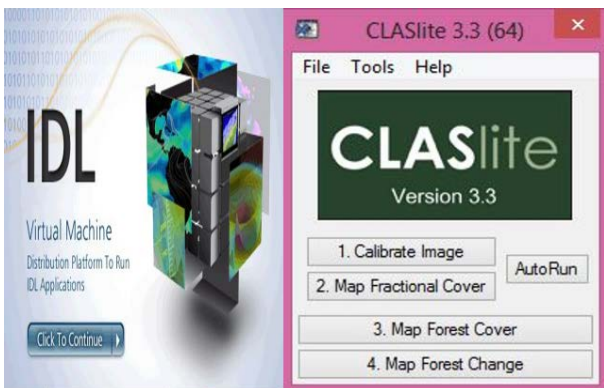 IDL
Virtual Machine
Distribution Platform To Run
IDL Applications
Click To Continue
CLASlite 3.3 (64)
File Tools Help
CLASlite
Version 3.3
1. Calibrate Image
2. Map Fractional Cover
AutoRun
3. Map Forest Cover
4. Map Forest Change